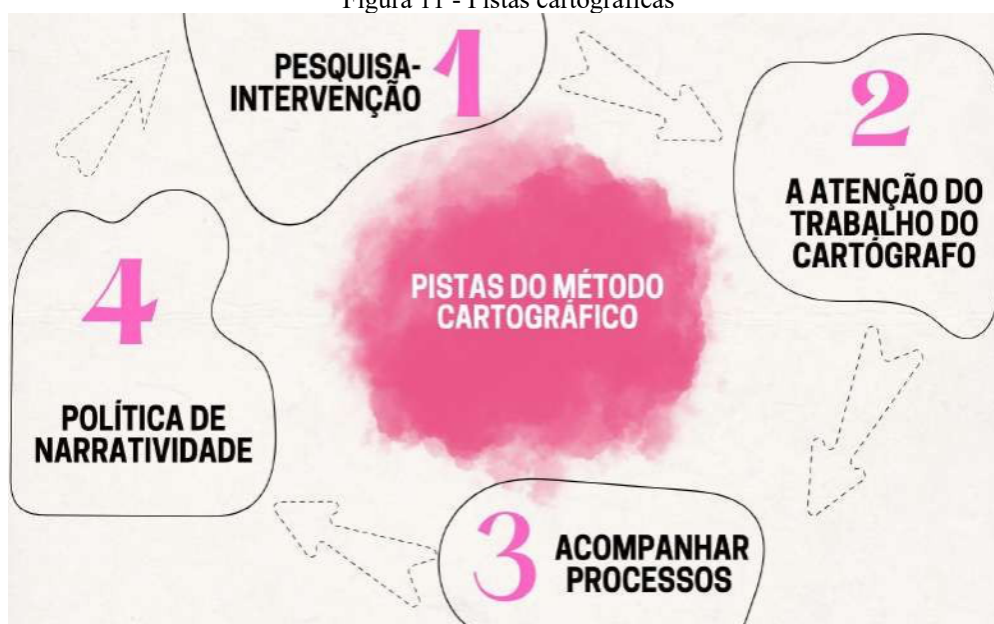 Figura 11 - Pistas cartográficas
PESQUISA-
INTERVENÇÃO
1
2
A ATENÇÃO DO
TRABALHO DO
CARTÓGRAFO
PISTAS DO MÉTODO
CARTOGRÁFICO
4
POLÍTICA DE
NARRATIVIDADE
3
ACOMPANHAR
PROCESSOS